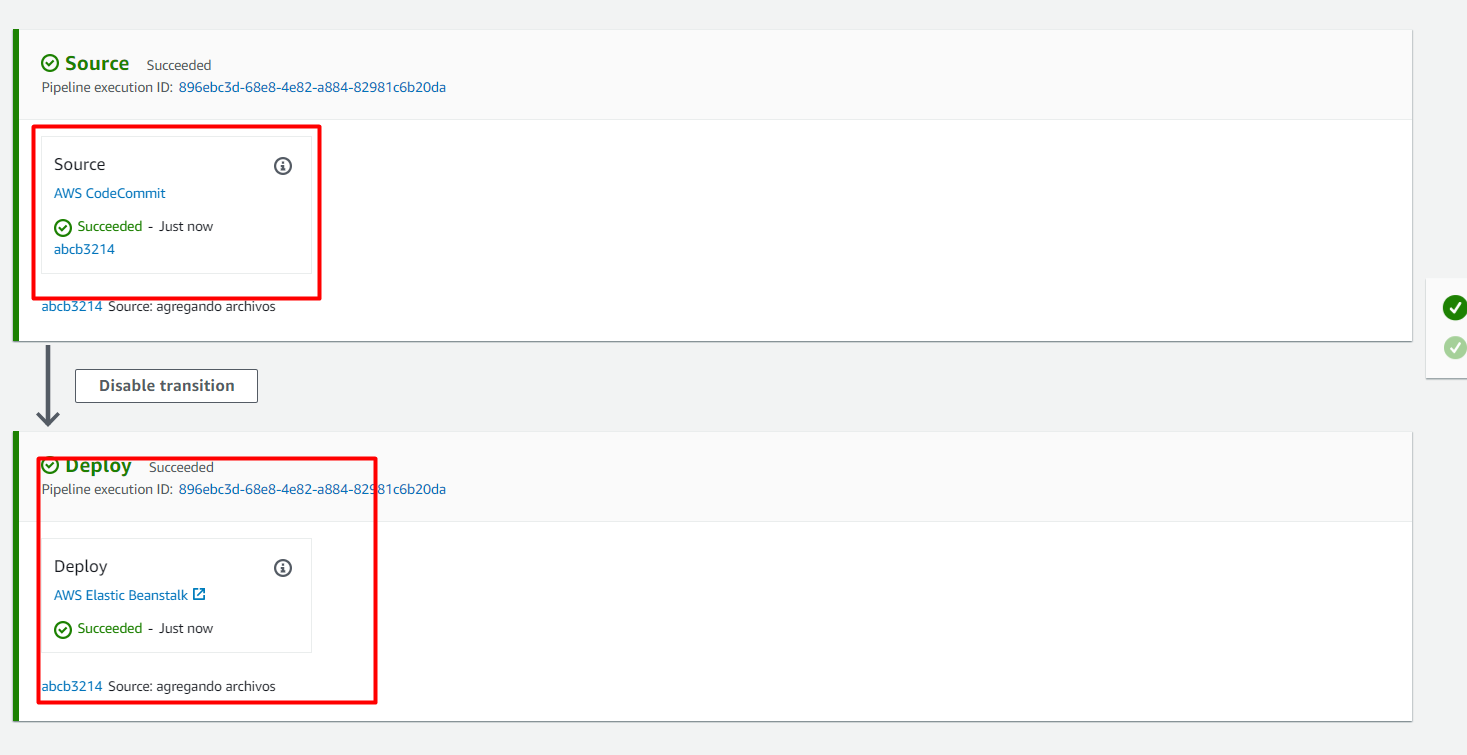 Source Succeeded
Pipeline execution ID: 896ebc3d-68e8-4e82-a884-82981c6b20da
Source
AWS CodeCommit
Succeeded - Just now
abcb3214
abcb3214 Source: agregando archivos
Disable transition
Deploy Succeeded
Pipeline execution ID: 896ebc3d-68e8-4e82-a884-82981c6b20da
Deploy
AWS Elastic Beanstalk
Succeeded - Just now
abcb3214 Source: agregando archivos